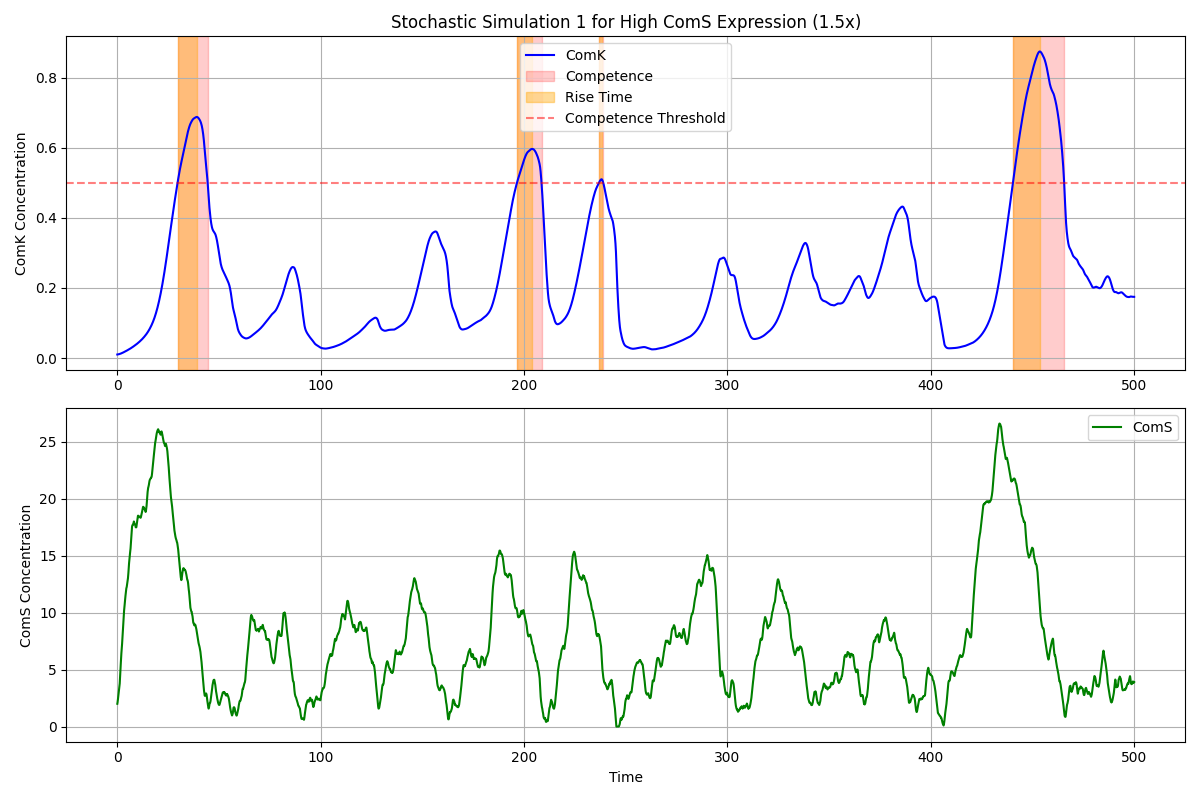 Stochastic Simulation 1 for High ComS Expression (1.5x)
ComK
Competence
Rise Time
Competence Threshold
ComK Concentration
0.8
0.6
0.4
0.2
0.0
0 100 200 300 400 500
ComS
ComS Concentration
25
20
15
10
5
0
0 100 200 300 400 500
Time